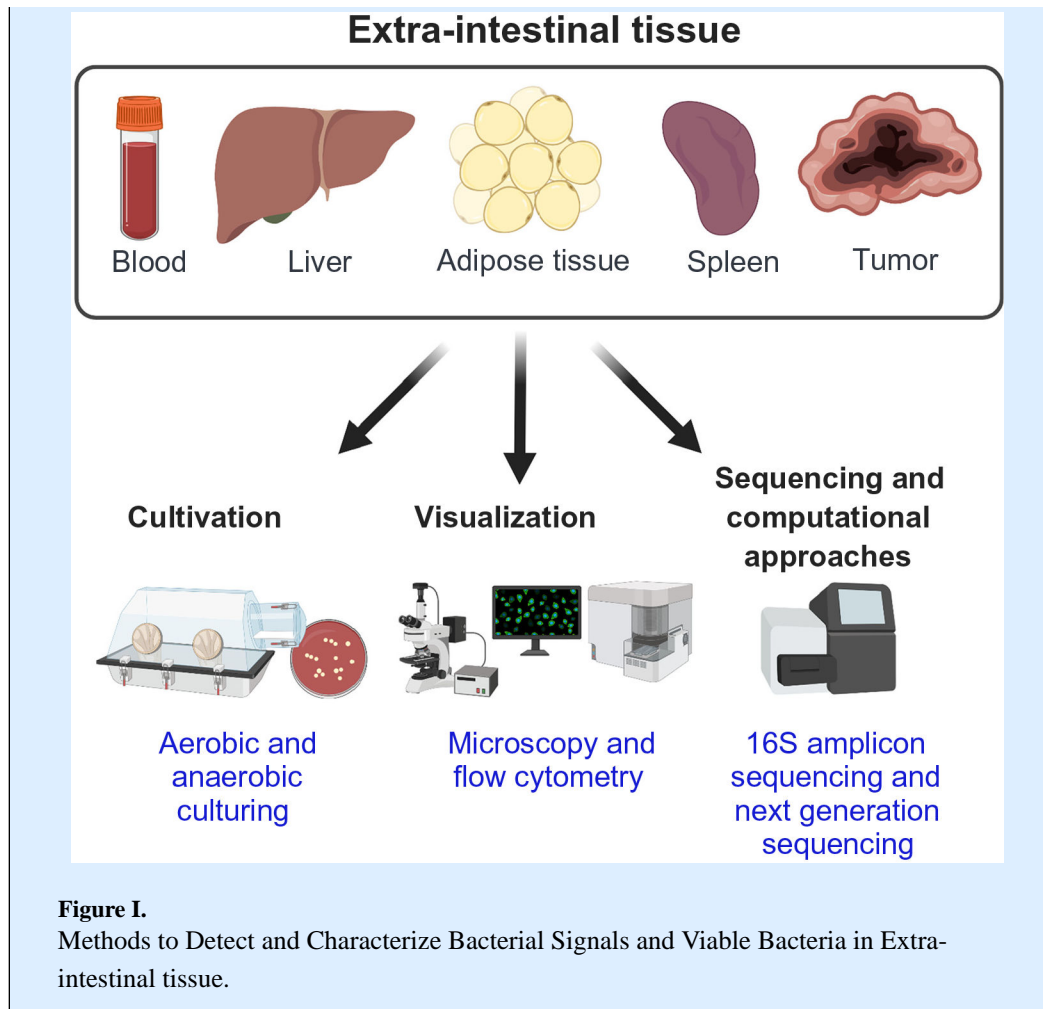 Extra-intestinal tissue
Blood
Liver
Adipose tissue
Spleen
Tumor
Cultivation
Visualization
Sequencing and
computational
approaches
Aerobic and
anaerobic
culturing
Microscopy and
flow cytometry
16S amplicon
sequencing and
next generation
sequencing
Figure I.
Methods to Detect and Characterize Bacterial Signals and Viable Bacteria in Extra-
intestinal tissue.